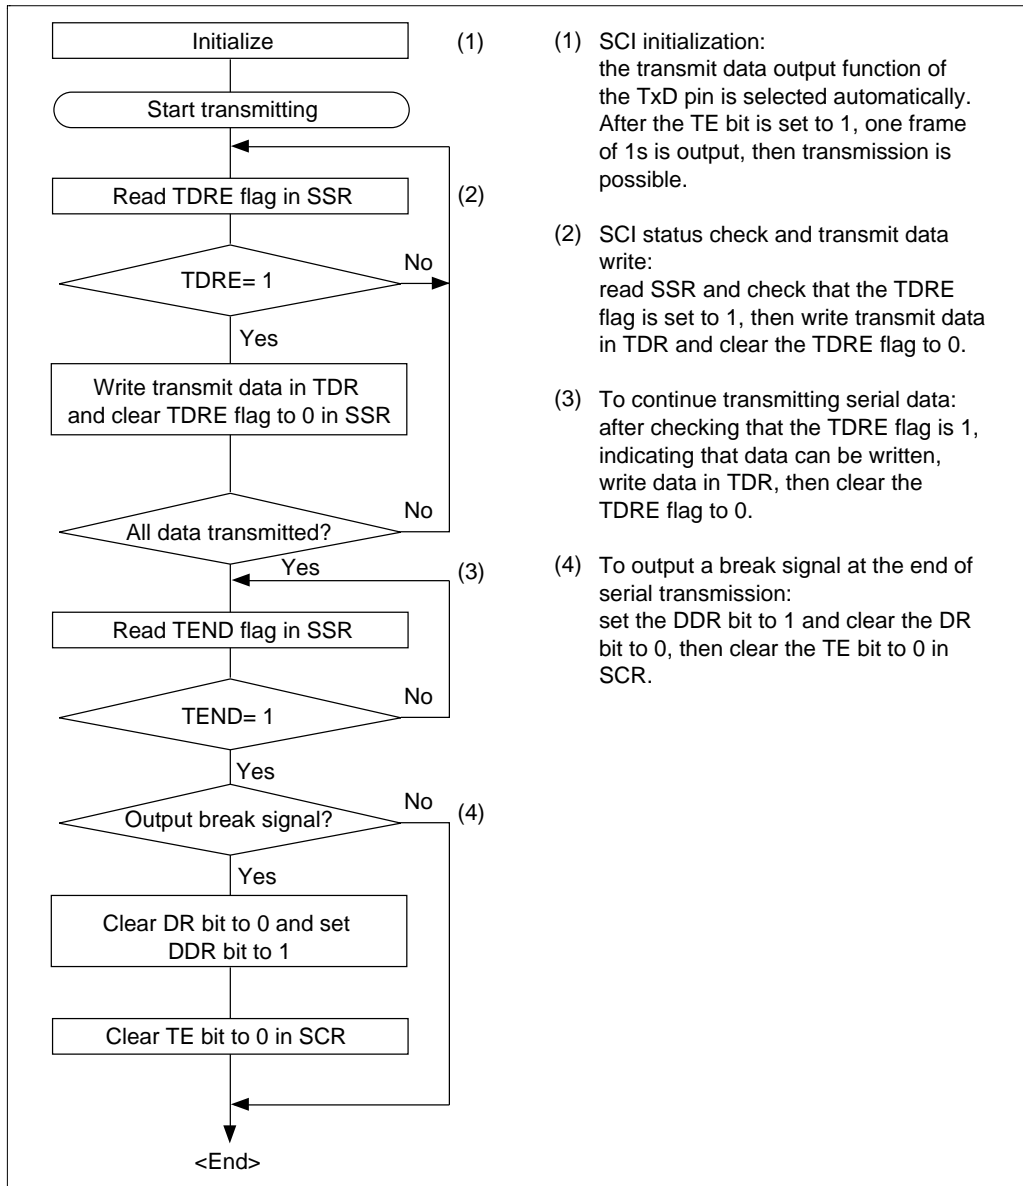 Initialize
(1)
Start transmitting
Read TDRE flag in SSR
(2)
TDRE= 1
No
Yes
Write transmit data in TDR
and clear TDRE flag to 0 in SSR
All data transmitted?
No
Yes
(3)
Read TEND flag in SSR
TEND= 1
No
Yes
Output break signal?
No
(4)
Yes
Clear DR bit to 0 and set
DDR bit to 1
Clear TE bit to 0 in SCR
<End>
(1) SCI initialization:
the transmit data output function of
the TxD pin is selected automatically.
After the TE bit is set to 1, one frame
of 1s is output, then transmission is
possible.
(2) SCI status check and transmit data
write:
read SSR and check that the TDRE
flag is set to 1, then write transmit data
in TDR and clear the TDRE flag to 0.
(3) To continue transmitting serial data:
after checking that the TDRE flag is 1,
indicating that data can be written,
write data in TDR, then clear the
TDRE flag to 0.
(4) To output a break signal at the end of
serial transmission:
set the DDR bit to 1 and clear the DR
bit to 0, then clear the TE bit to 0 in
SCR.